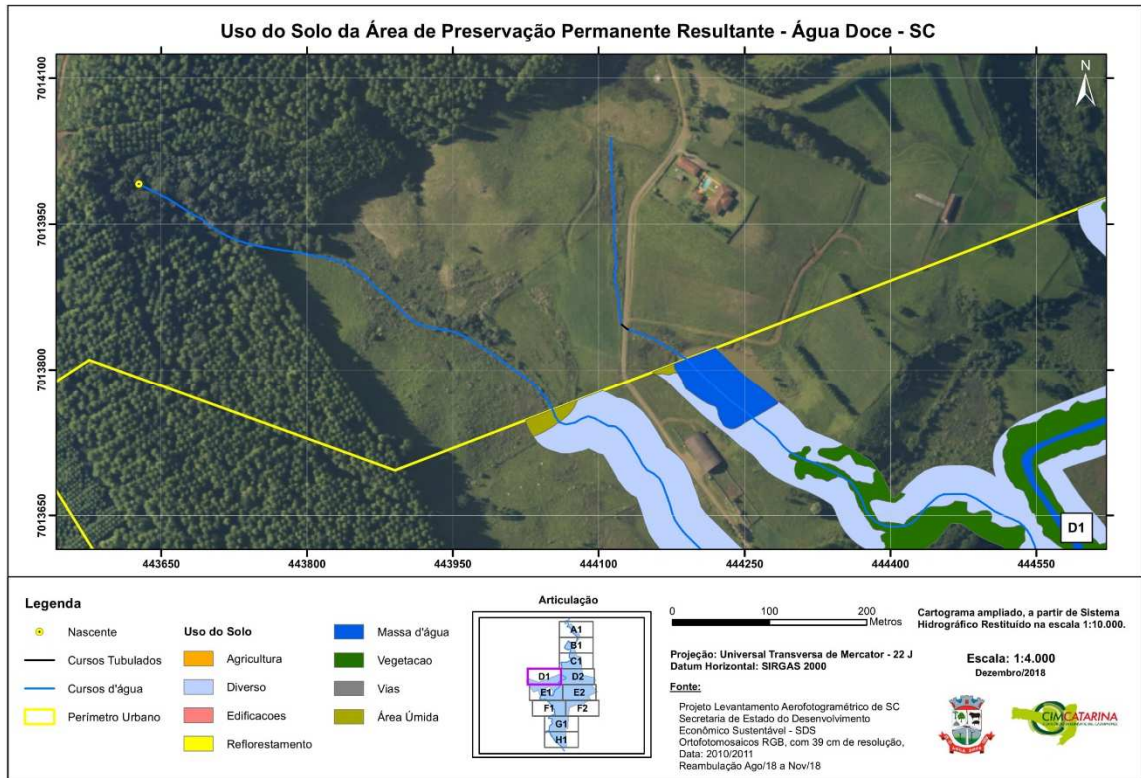 Uso do Solo da Área de Preservação Permanente Resultante - Água Doce - SC
7014100
7013950
7013800
7013650
N
D1
443650
443800
443950
444100
444250
444400
444550
Legenda
Nascente
Cursos Tubulados
Cursos d'água
Perímetro Urbano
Uso do Solo
Agricultura
Diverso
Edificacoes
Reflorestamento
Massa d'água
Vegetacao
Vias
Área Úmida
Articulação
A1
B1
C1
D1
D2
E1
E2
F1
F2
G1
H1
0 100 200
Metros
Projeção: Universal Transversa de Mercator - 22 J
Datum Horizontal: SIRGAS 2000
Fonte:
Projeto Levantamento Aerofotogramétrico de SC
Secretaria de Estado do Desenvolvimento
Econômico Sustentável - SDS
Ortofotomosaicos RGB, com 39 cm de resolução,
Data: 2010/2011
Reambulação Ago/18 a Nov/18
Cartograma ampliado, a partir de Sistema
Hidrográfico Restituído na escala 1:10.000.
Escala: 1:4.000
Dezembro/2018
CIMCATARINA